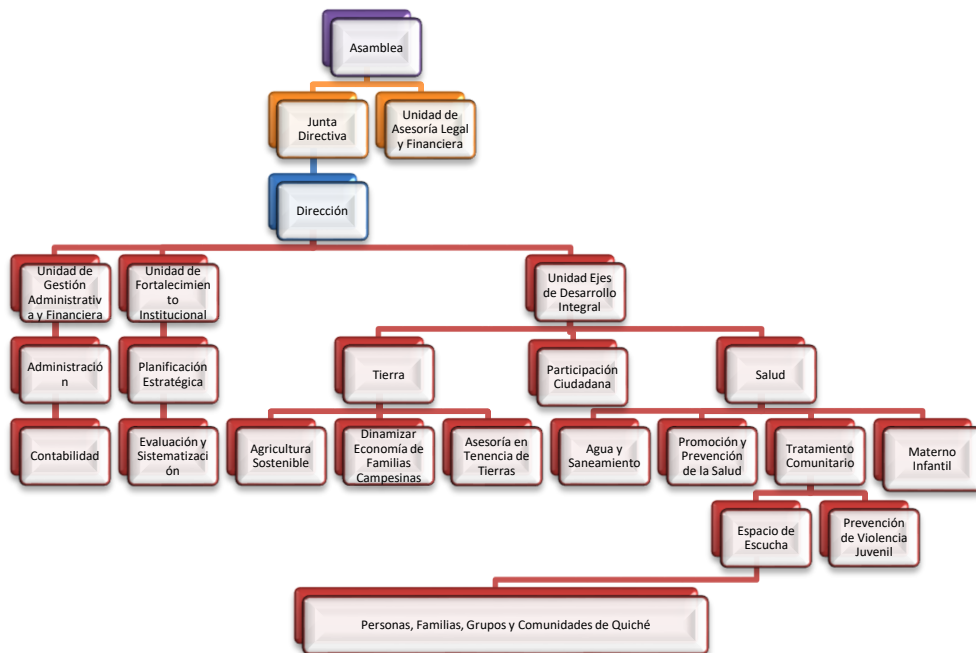 Asamblea
Junta
Directiva
Unidad de
Asesoría Legal
y Financiera
Dirección
Unidad de
Gestión
Administrativ
a y Financiera
Unidad de
Fortalecimie
nto
Institucional
Unidad Ejes
de Desarrollo
Integral
Administració
n
Planificación
Estratégica
Tierra
Participación
Ciudadana
Salud
Contabilidad
Evaluación y
Sistematizaci
ón
Agricultura
Sostenible
Dinamizar
Economía de
Familias
Campesinas
Asesoría en
Tenencia de
Tierras
Agua y
Saneamiento
Promoción y
Prevención
de la Salud
Tratamiento
Comunitario
Materno
Infantil
Espacio de
Escucha
Prevención
de Violencia
Juvenil
Personas, Familias, Grupos y Comunidades de Quiché